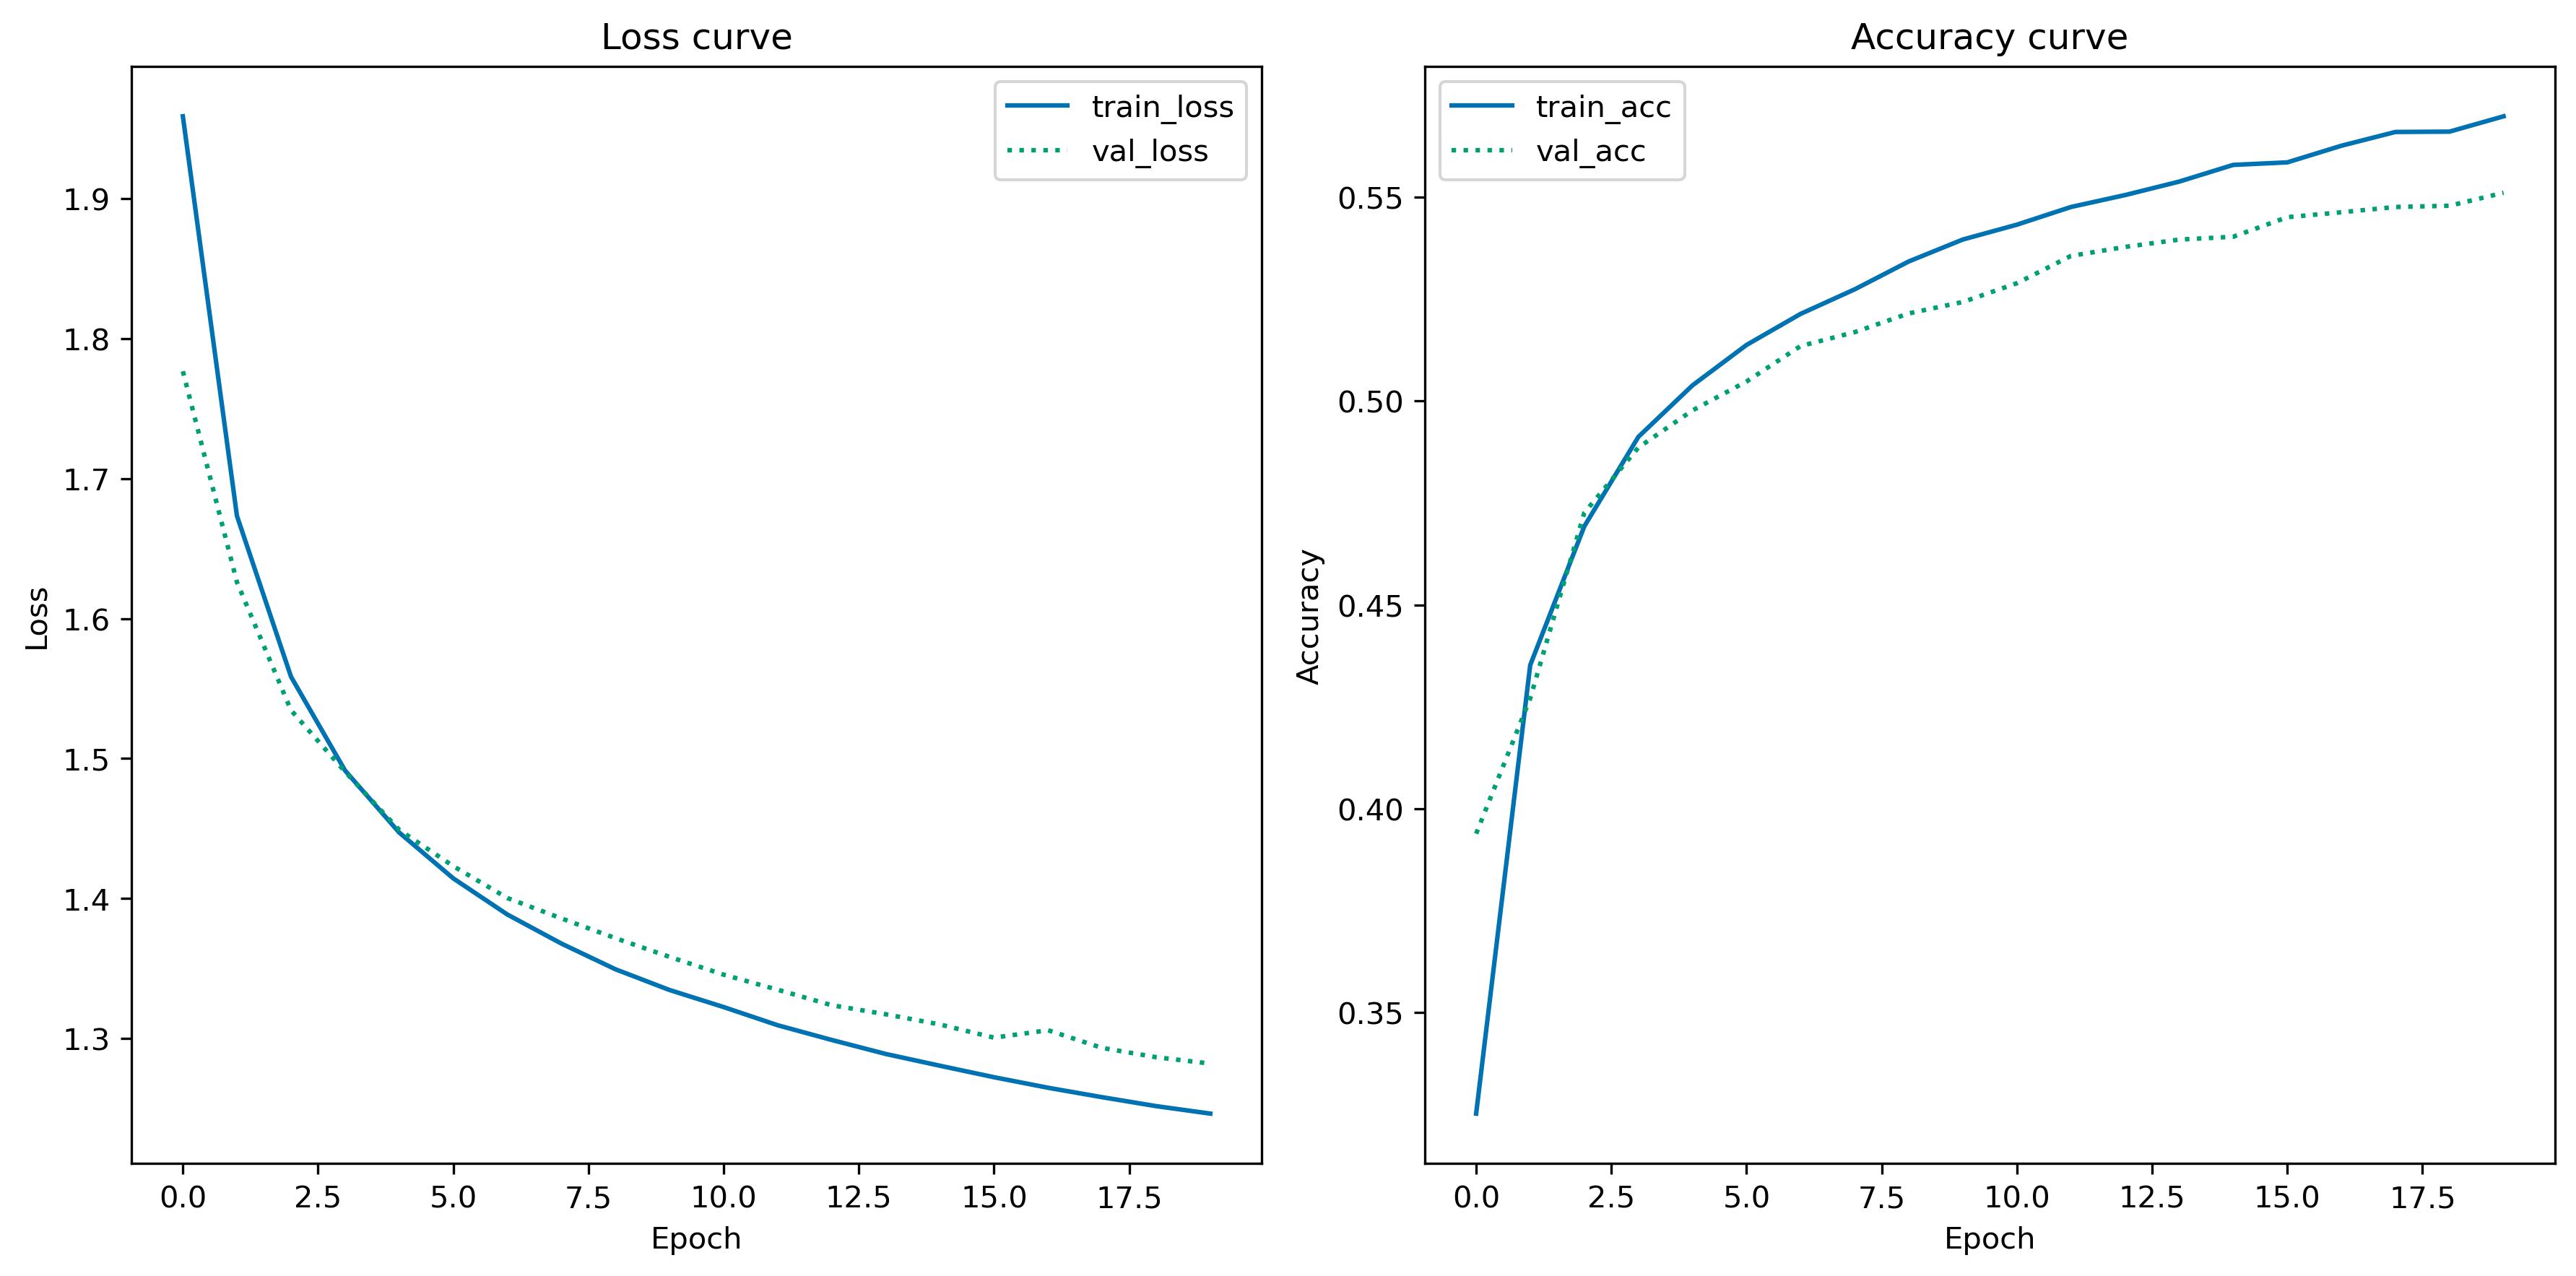 Loss curve
train_loss
val_loss
1.9
1.8
1.7
1.6
1.5
1.4
1.3
Loss
0.0 2.5 5.0 7.5 10.0 12.5 15.0 17.5
Epoch
Accuracy curve
train_acc
val_acc
0.55
0.50
0.45
0.40
0.35
Accuracy
0.0 2.5 5.0 7.5 10.0 12.5 15.0 17.5
Epoch